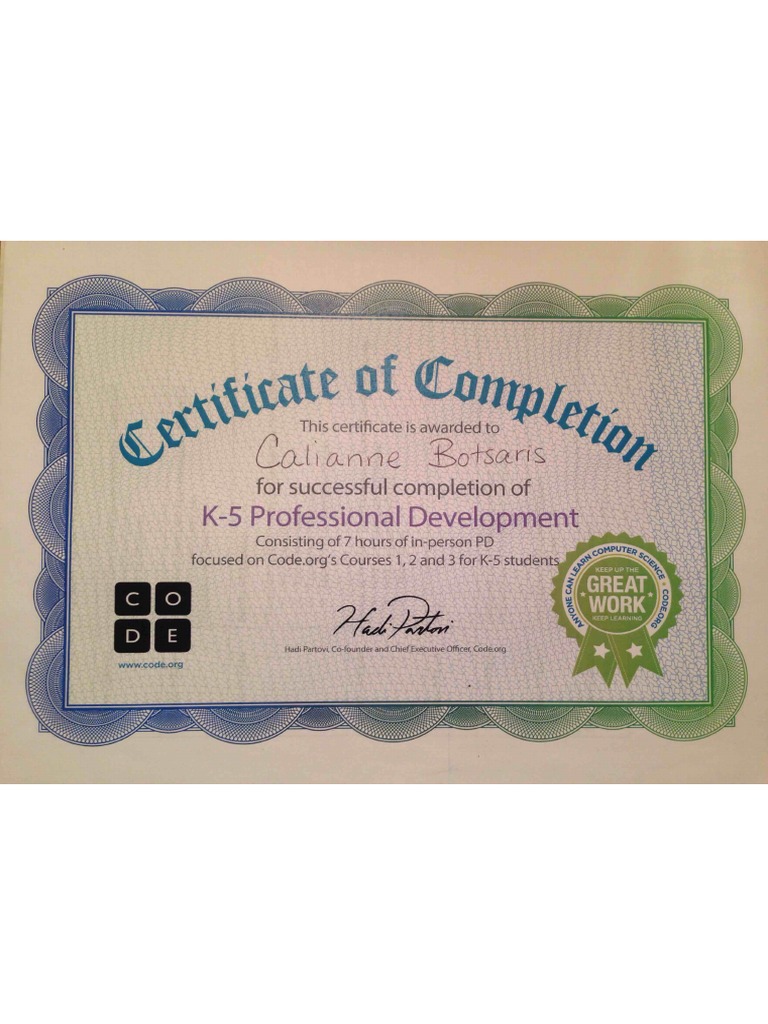 Certificate of Completion
This certificate is awarded to
Calianne Botsaris
for successful completion of
K-5 Professional Development
Consisting of 7 hours of in-person PD
focused on Code.org's Courses 1, 2 and 3 for K-5 students
C O
D E
www.code.org
Hadi Partovi
Hadi Partovi, Co-founder and Chief Executive Officer, Code.org
ANYONE CAN LEARN COMPUTER SCIENCE
CODE.ORG
KEEP UP THE
GREAT
WORK
KEEP LEARNING